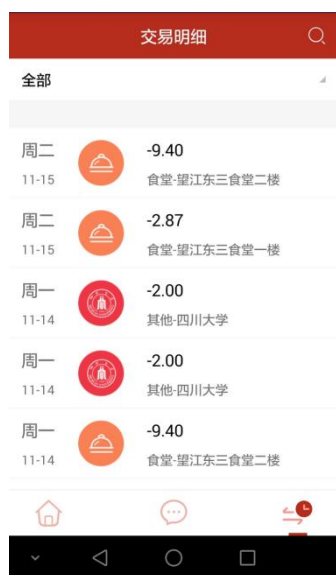 交易明细
全部
周二
-9.40
11-15
食堂-望江东三食堂二楼
周二
-2.87
11-15
食堂-望江东三食堂一楼
周一
-2.00
11-14
其他-四川大学
周一
-2.00
11-14
其他-四川大学
周一
-9.40
11-14
食堂-望江东三食堂二楼